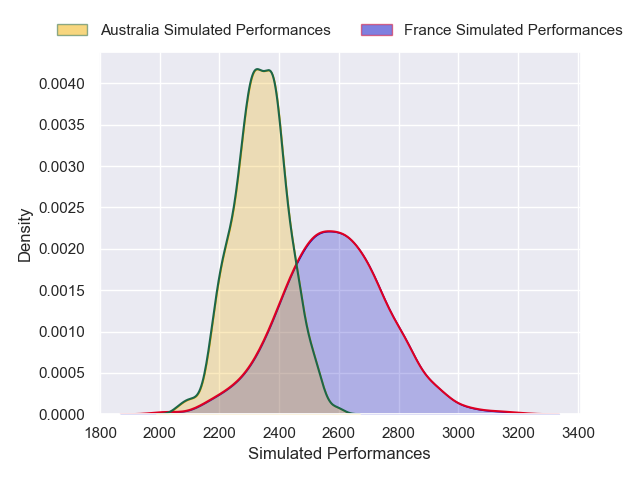 Australia Simulated Performances
France Simulated Performances
0.0040
0.0035
0.0030
0.0025
0.0020
0.0015
0.0010
0.0005
0.0000
Density
1800 2000 2200 2400 2600 2800 3000 3200 3400
Simulated Performances